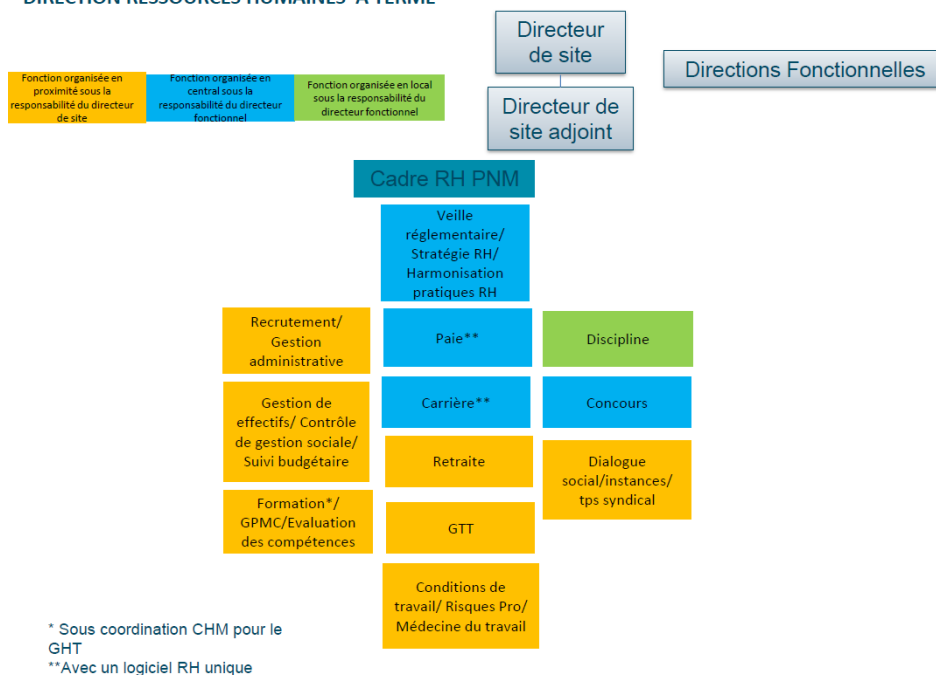 DIRECTION RESSOURCES HUMAINES A TERME
Directeur
de site
Directions Fonctionnelles
Fonction organisée en
proximité sous la
responsabilité du directeur
de site
Fonction organisée en
central sous la
responsabilité du directeur
fonctionnel
Fonction organisée en local
sous la responsabilité du
directeur fonctionnel
Directeur de
site adjoint
Cadre RH PNM
Veille
réglementaire/
Stratégie RH/
Harmonisation
pratiques RH
Recrutement/
Gestion
administrative
Paie**
Discipline
Gestion de
effectifs/ Contrôle
de gestion sociale/
Suivi budgétaire
Carrière**
Concours
Retraite
Dialogue
social/instances/
tps syndical
Formation*/
GPMC/Evaluation
des compétences
GTT
Conditions de
travail/ Risques Pro/
Médecine du travail
* Sous coordination CHM pour le
GHT
**Avec un logiciel RH unique